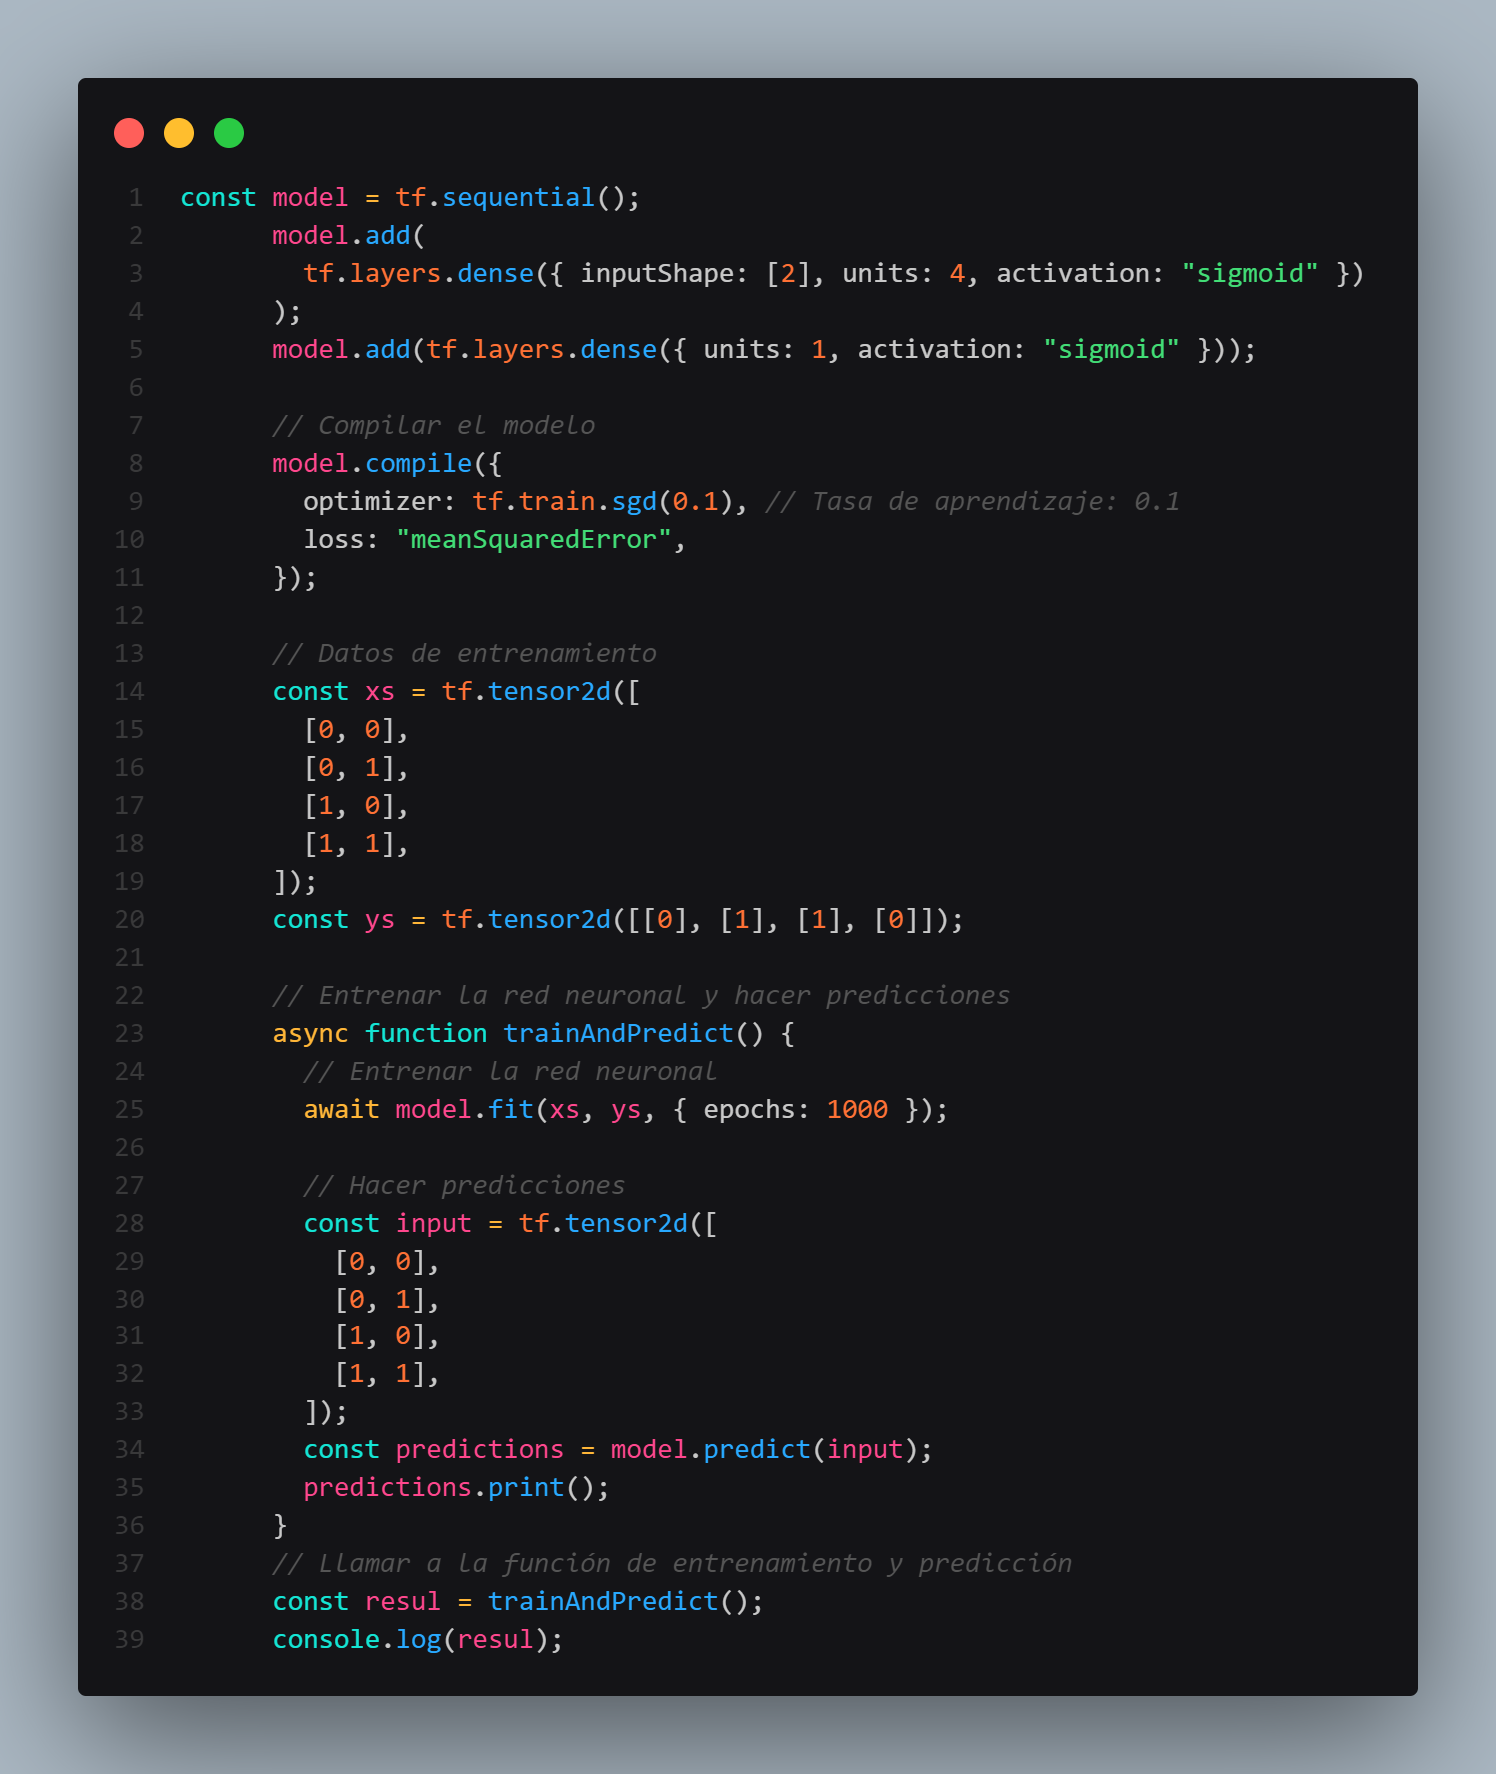 1 const model = tf.sequential();
2 model.add(
3 tf.layers.dense({ inputShape: [2], units: 4, activation: "sigmoid" })
4 );
5 model.add(tf.layers.dense({ units: 1, activation: "sigmoid" }));
6
7 // Compilar el modelo
8 model.compile({
9 optimizer: tf.train.sgd(0.1), // Tasa de aprendizaje: 0.1
10 loss: "meanSquaredError",
11 });
12
13 // Datos de entrenamiento
14 const xs = tf.tensor2d([
15 [0, 0],
16 [0, 1],
17 [1, 0],
18 [1, 1],
19 ]);
20 const ys = tf.tensor2d([[0], [1], [1], [0]]);
21
22 // Entrenar la red neuronal y hacer predicciones
23 async function trainAndPredict() {
24 // Entrenar la red neuronal
25 await model.fit(xs, ys, { epochs: 1000 });
26
27 // Hacer predicciones
28 const input = tf.tensor2d([
29 [0, 0],
30 [0, 1],
31 [1, 0],
32 [1, 1],
33 ]);
34 const predictions = model.predict(input);
35 predictions.print();
36 }
37 // Llamar a la función de entrenamiento y predicción
38 const resul = trainAndPredict();
39 console.log(resul);